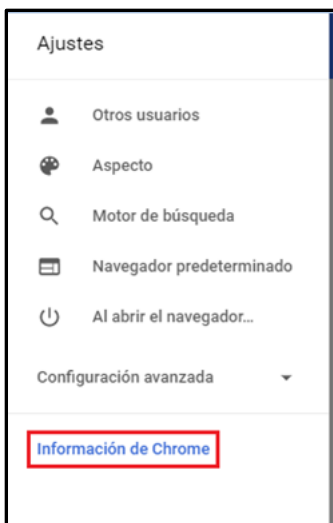 Ajustes
Otros usuarios
Aspecto
Motor de búsqueda
Navegador predeterminado
Al abrir el navegador...
Configuración avanzada
Información de Chrome